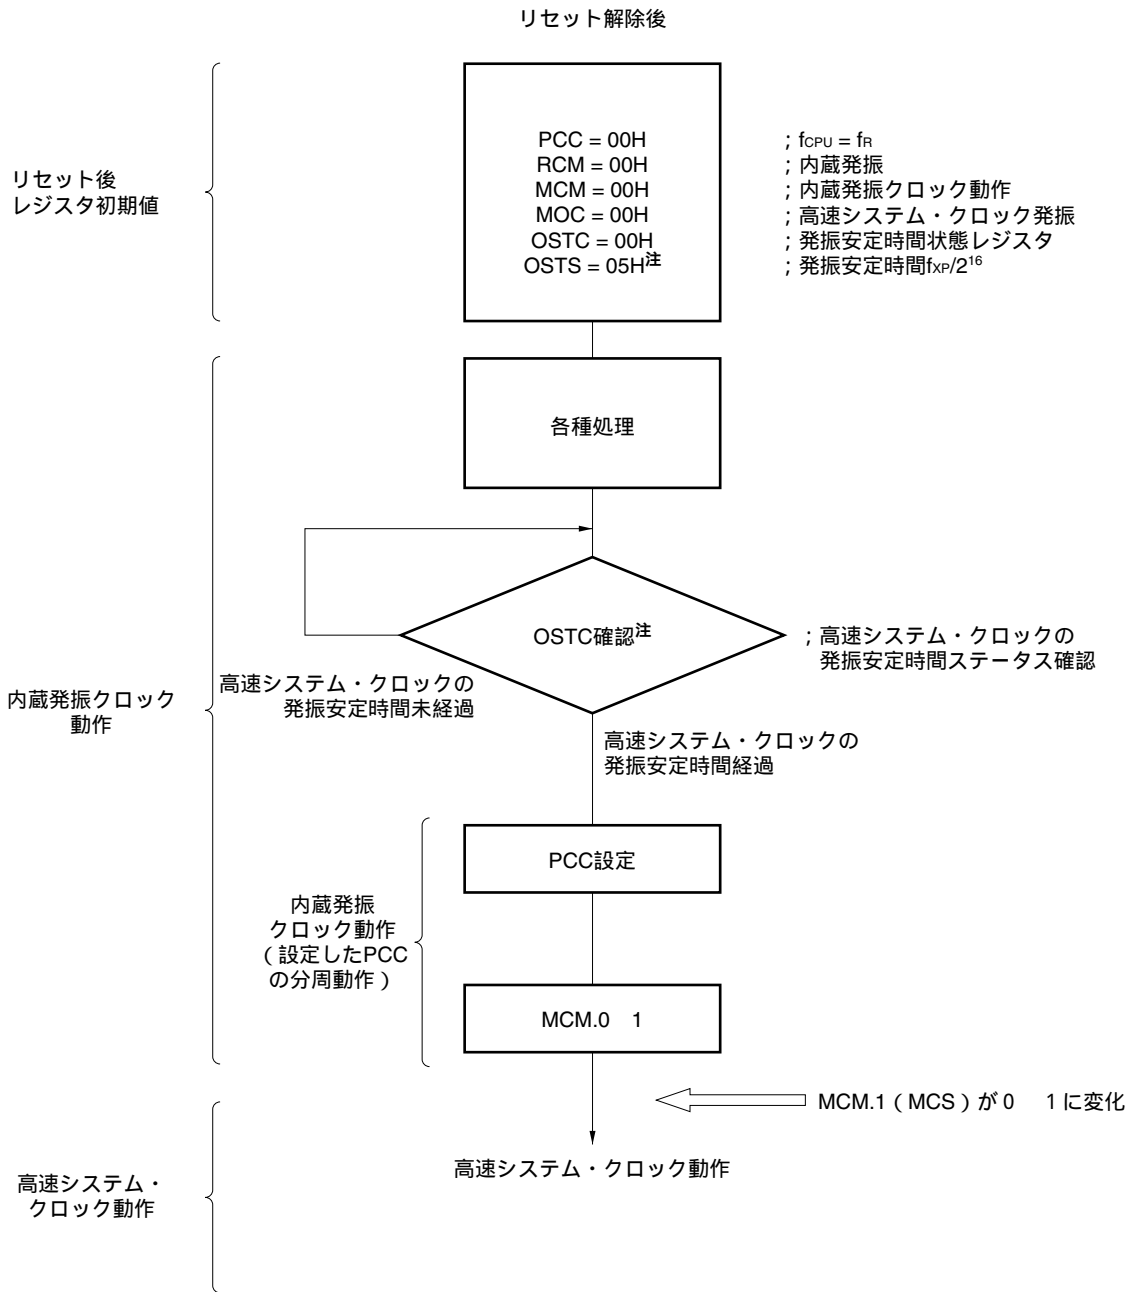 リセット解除後
リセット後
レジスタ初期値
PCC = 00H
RCM = 00H
MCM = 00H
MOC = 00H
OSTC = 00H
OSTS = 05H注
; fCPU = fR
; 内蔵発振
; 内蔵発振クロック動作
; 高速システム・クロック発振
; 発振安定時間状態レジスタ
; 発振安定時間fXP/2^16
各種処理
OSTC確認注
; 高速システム・クロックの
発振安定時間ステータス確認
高速システム・クロックの
発振安定時間未経過
内蔵発振クロック
動作
高速システム・クロックの
発振安定時間経過
PCC設定
内蔵発振
クロック動作
(設定したPCC
の分周動作)
MCM.0 1
MCM.1(MCS)が0 1に変化
高速システム・クロック動作
高速システム・
クロック動作